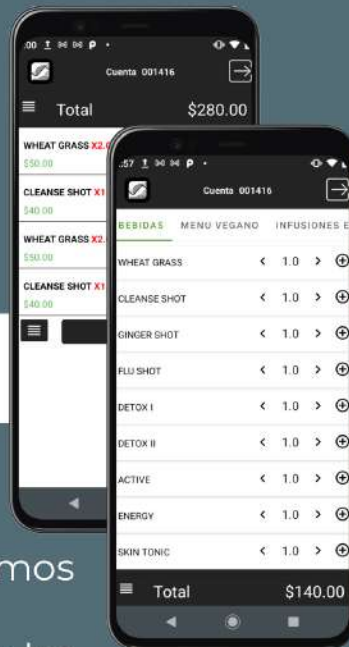 :00
Cuenta 001416
Total $280.00
WHEAT GRASS X2.
$50.00
CLEANSE SHOT X1
$40.00
WHEAT GRASS X2.
$50.00
CLEANSE SHOT X1
$40.00
:57
Cuenta 001416
BEBIDAS MENU VEGANO INFUSIONES E
WHEAT GRASS < 1.0 >
CLEANSE SHOT < 1.0 >
GINGER SHOT < 1.0 >
FLU SHOT < 1.0 >
DETOX I < 1.0 >
DETOX II < 1.0 >
ACTIVE < 1.0 >
ENERGY < 1.0 >
SKIN TONIC < 1.0 >
Total $140.00
mos